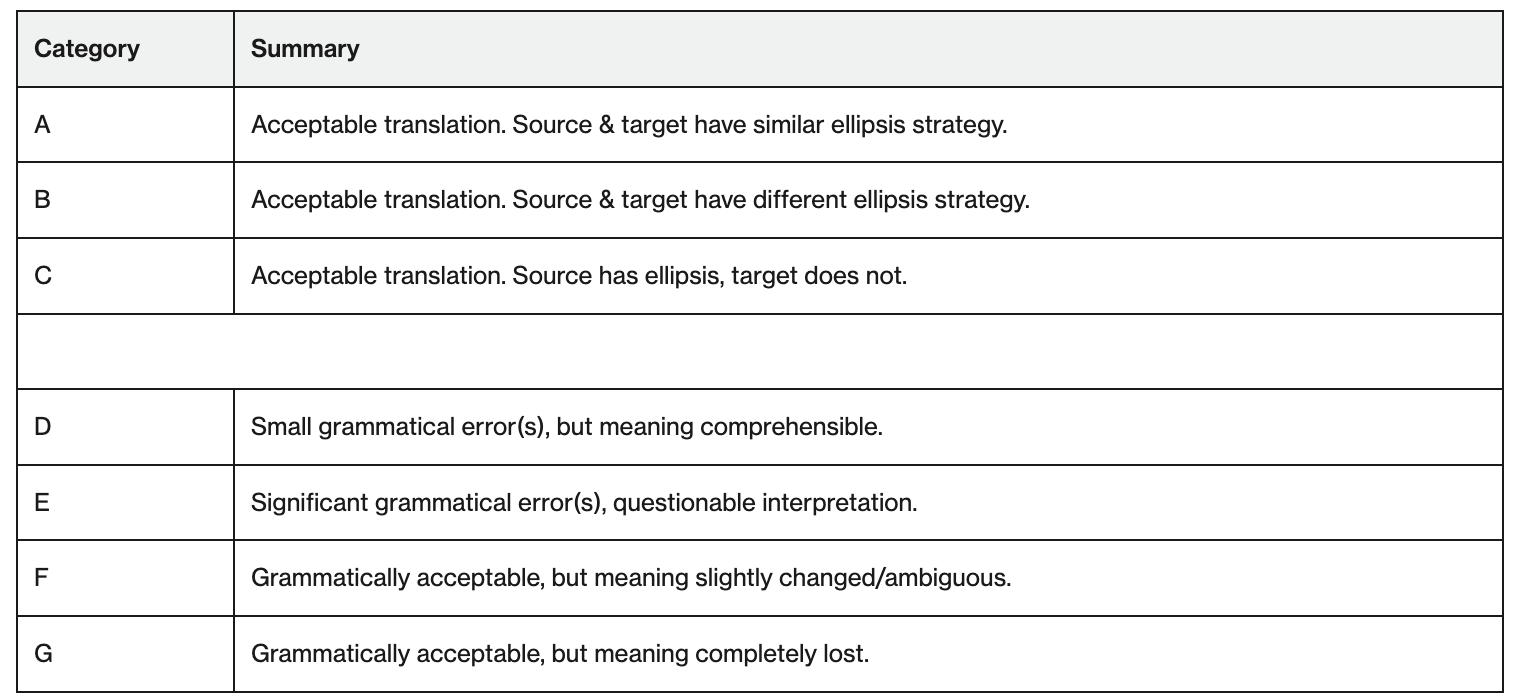 Category Summary
A Acceptable translation. Source & target have similar ellipsis strategy.
B Acceptable translation. Source & target have different ellipsis strategy.
C Acceptable translation. Source has ellipsis, target does not.
D Small grammatical error(s), but meaning comprehensible.
E Significant grammatical error(s), questionable interpretation.
F Grammatically acceptable, but meaning slightly changed/ambiguous.
G Grammatically acceptable, but meaning completely lost.